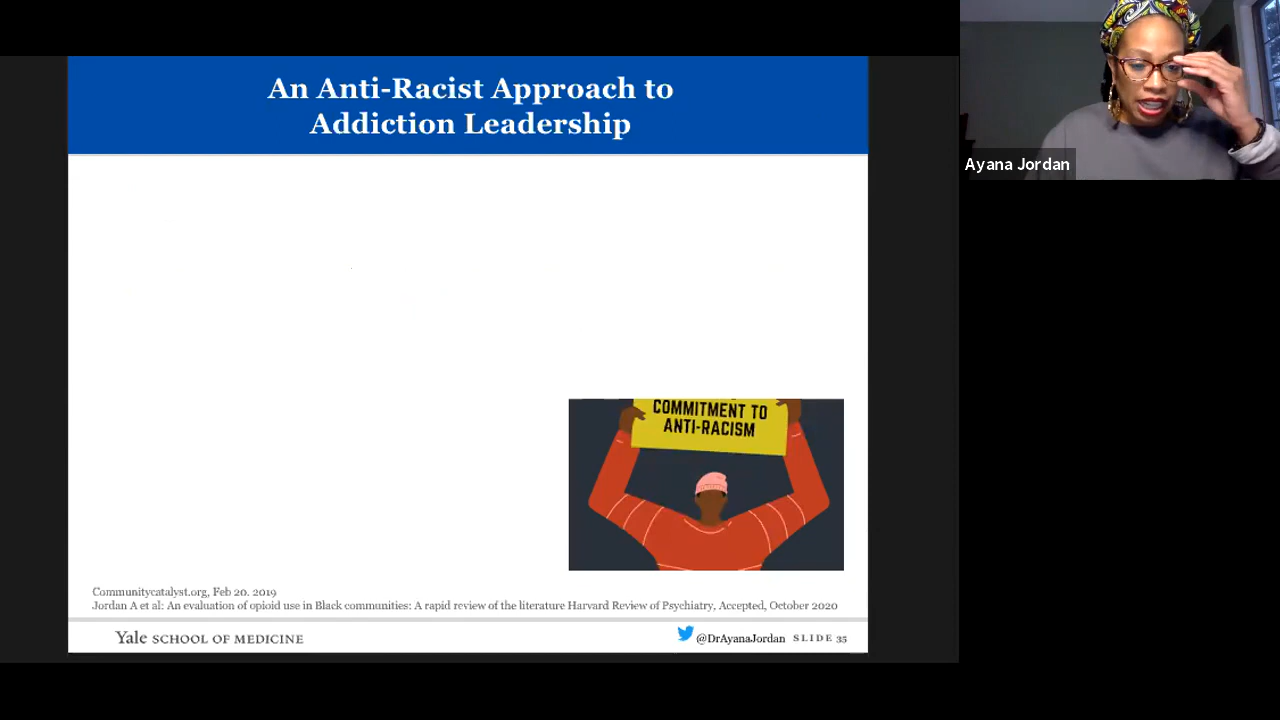 An Anti-Racist Approach to
Addiction Leadership
Ayana Jordan
COMMITMENT TO
ANTI-RACISM
Communitycatalyst.org, Feb 20. 2019
Jordan A et al: An evaluation of opioid use in Black communities: A rapid review of the literature Harvard Review of Psychiatry, Accepted, October 2020
Yale SCHOOL OF MEDICINE
@DrAyanaJordan SLIDE 35